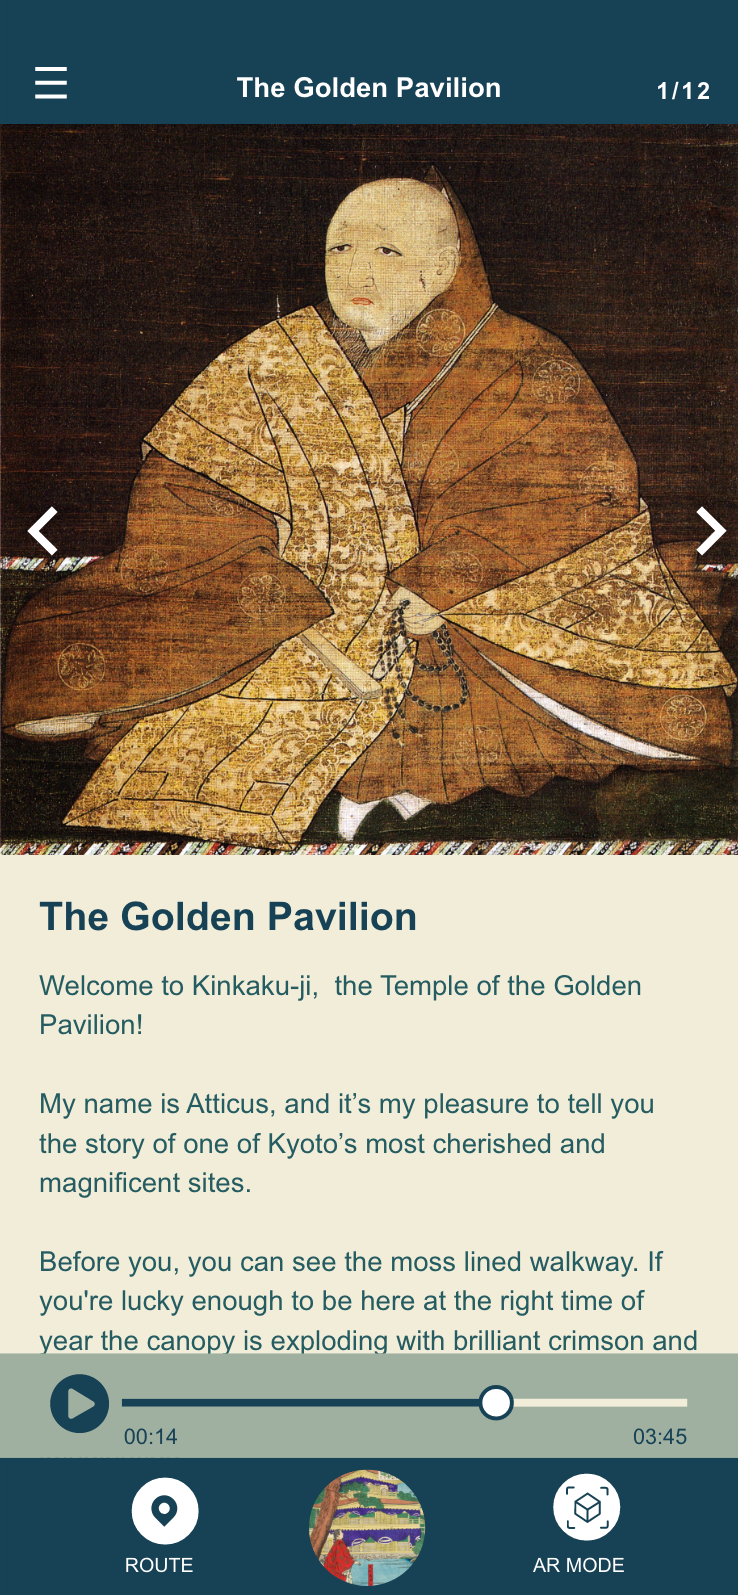 The Golden Pavilion
1/12
The Golden Pavilion
Welcome to Kinkaku-ji,  the Temple of the Golden
Pavilion!
My name is Atticus, and it’s my pleasure to tell you
the story of one of Kyoto’s most cherished and
magnificent sites.
Before you, you can see the moss lined walkway. If
you're lucky enough to be here at the right time of
year the canopy is exploding with brilliant crimson and
00:14
03:45
ROUTE
AR MODE